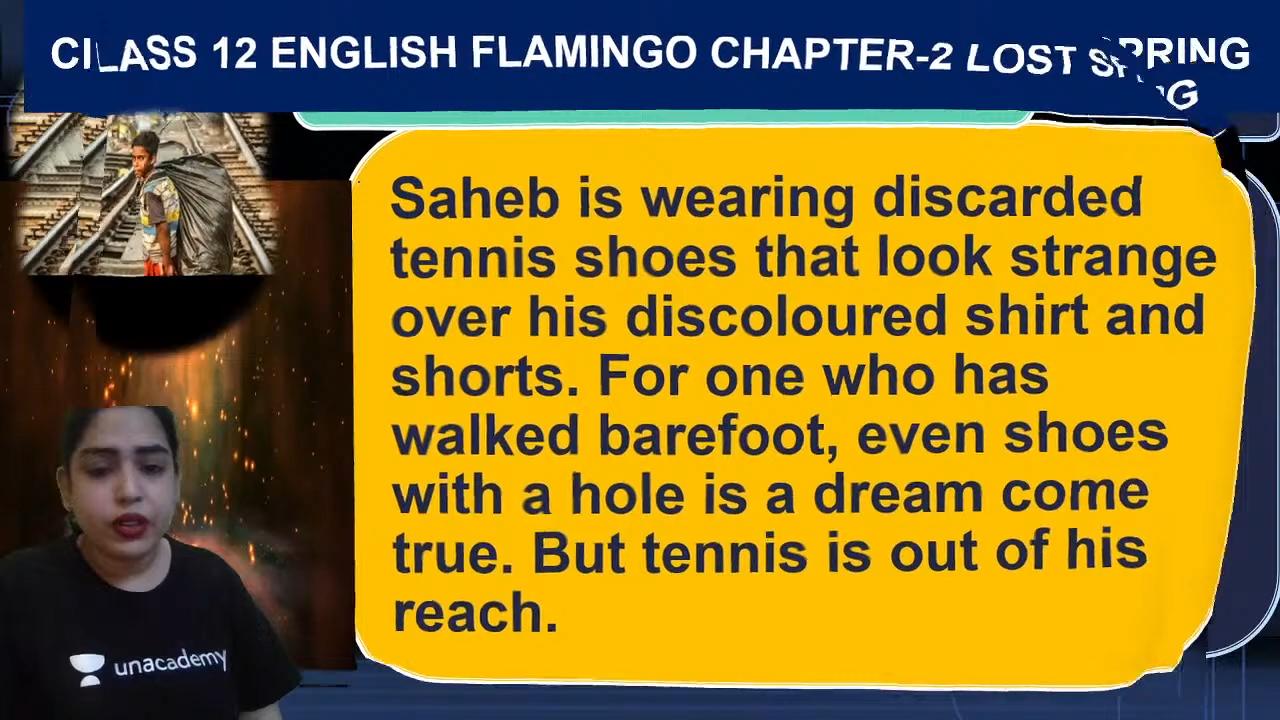 CLASS 12 ENGLISH FLAMINGO CHAPTER-2 LOST SPRING
Saheb is wearing discarded
tennis shoes that look strange
over his discoloured shirt and
shorts. For one who has
walked barefoot, even shoes
with a hole is a dream come
true. But tennis is out of his
reach.
unacademy